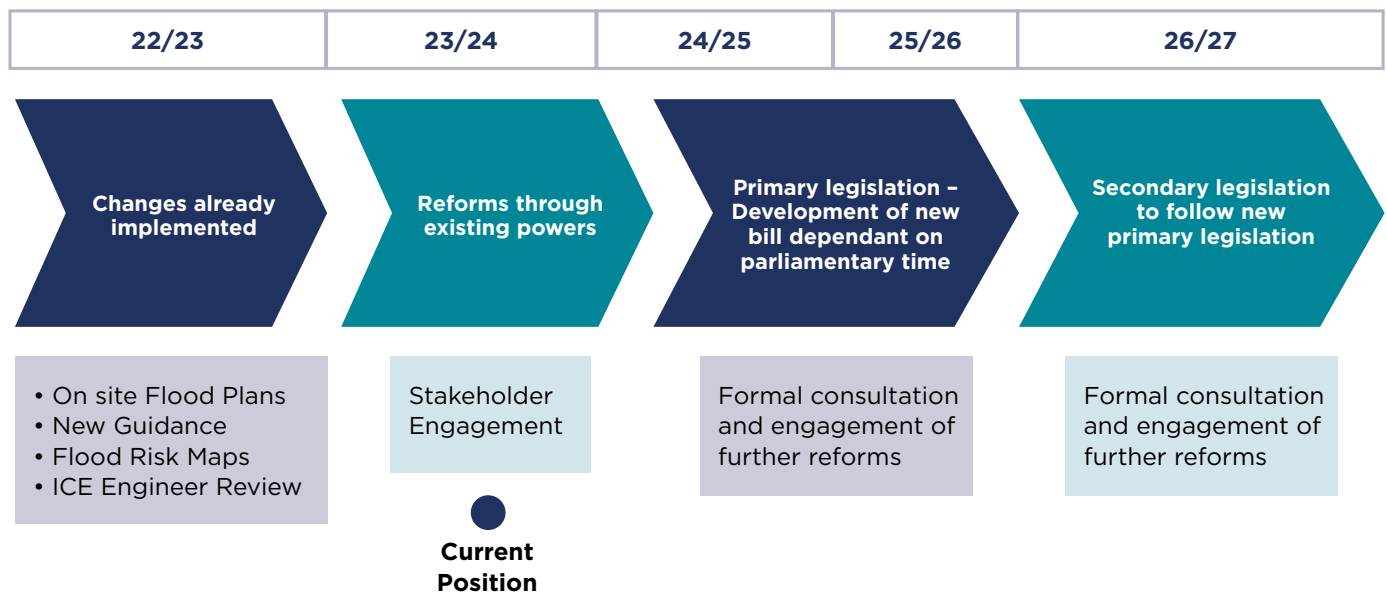 22/23
23/24
24/25
25/26
26/27
Changes already
implemented
Reforms through
existing powers
Primary legislation –
Development of new
bill dependant on
parliamentary time
Secondary legislation
to follow new
primary legislation
• On site Flood Plans
• New Guidance
• Flood Risk Maps
• ICE Engineer Review
Stakeholder
Engagement
Formal consultation
and engagement of
further reforms
Formal consultation
and engagement of
further reforms
Current
Position